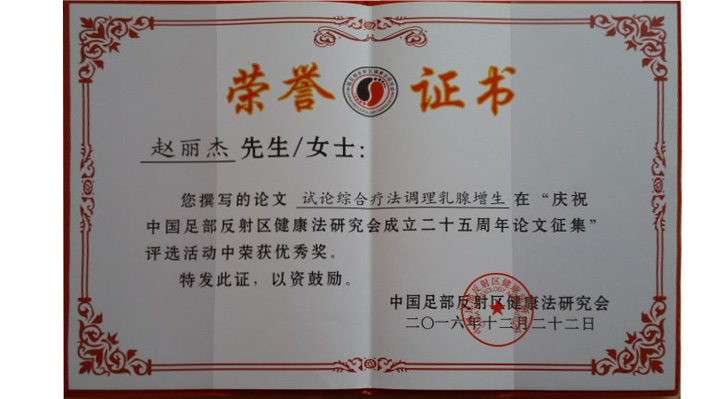 荣誉证书
赵丽杰 先生/女士:
您撰写的论文 试论综合疗法调理乳腺增生 在“庆祝
中国足部反射区健康法研究会成立二十五周年论文征集”
评选活动中荣获优秀奖。
特发此证，以资鼓励。
中国足部反射区健康法研究会
二〇一六年十二月二十二日